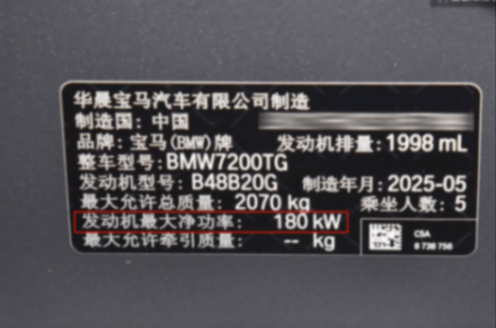 华晨宝马汽车有限公司制造
制造国: 中国
品牌: 宝马(BMW)牌 发动机排量: 1998 mL
整车型号: BMW7200TG
发动机型号: B48B20G 制造年月: 2025-05
最大允许总质量: 2070 kg 乘坐人数: 5
发动机最大净功率: 180 kW
最大允许牵引质量: -- kg
C5A
8 738 756